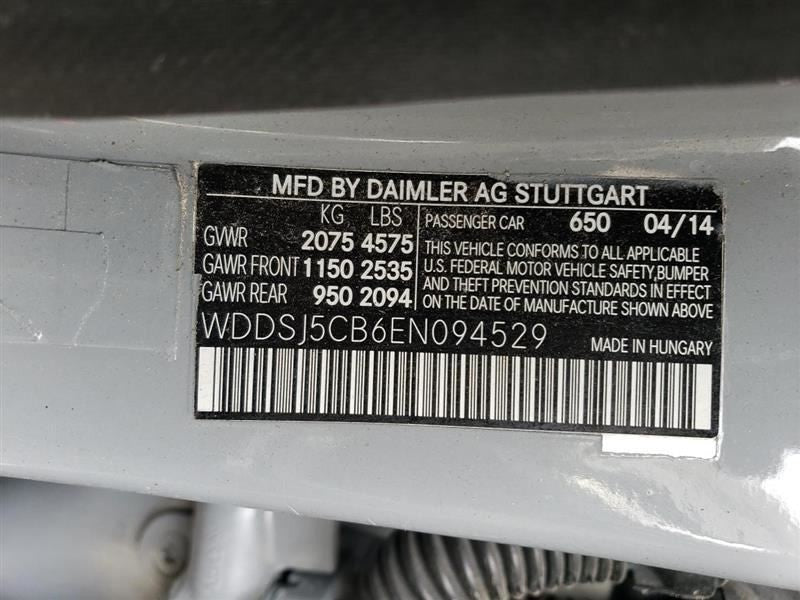 MFD BY DAIMLER AG STUTTGART
KG LBS
GVWR 2075 4575
GAWR FRONT 1150 2535
GAWR REAR 950 2094
PASSENGER CAR 650 04/14
THIS VEHICLE CONFORMS TO ALL APPLICABLE
U.S. FEDERAL MOTOR VEHICLE SAFETY,BUMPER
AND THEFT PREVENTION STANDARDS IN EFFECT
ON THE DATE OF MANUFACTURE SHOWN ABOVE
WDDSJ5CB6EN094529
MADE IN HUNGARY